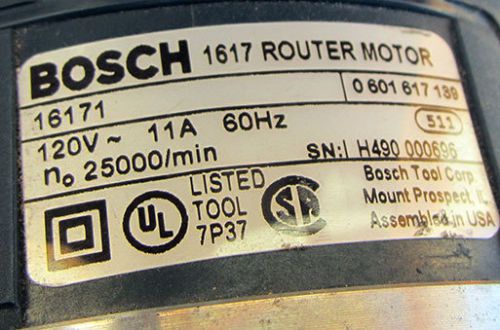 BOSCH 1617 ROUTER MOTOR
16171 0 601 617 139
120V~ 11A 60Hz 511
n₀ 25000/min SN: H490 000696
Bosch Tool Corp.
Mount Prospect, IL
Assembled in USA
UL LISTED
TOOL
7P37
SA